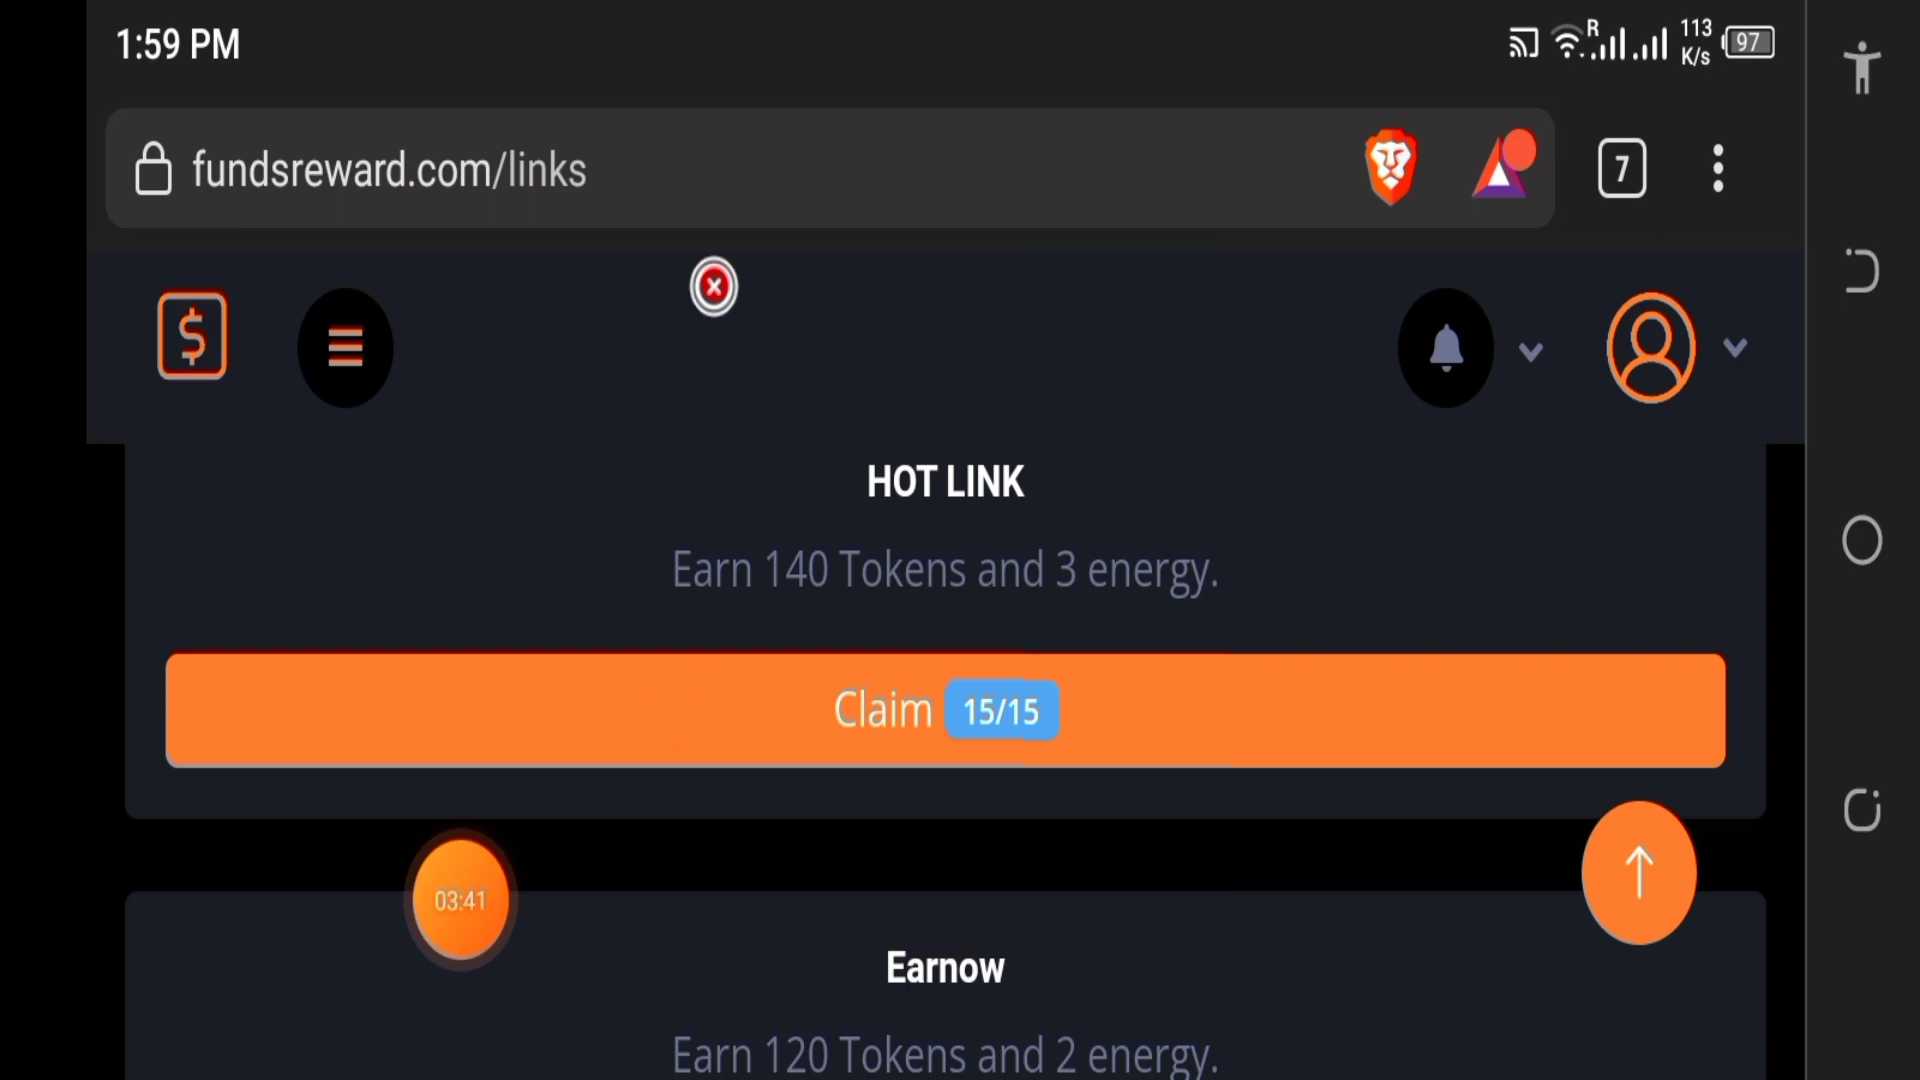 1:59 PM
R
113
K/s
97
fundsreward.com/links
7
$
HOT LINK
Earn 140 Tokens and 3 energy.
Claim 15/15
03:41
Earnow
Earn 120 Tokens and 2 energy.